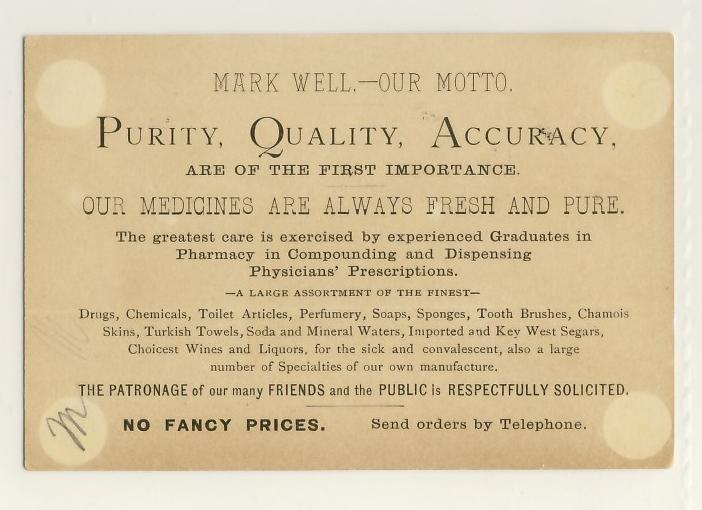 MARK WELL.—OUR MOTTO.
PURITY, QUALITY, ACCURACY,
ARE OF THE FIRST IMPORTANCE.
OUR MEDICINES ARE ALWAYS FRESH AND PURE.
The greatest care is exercised by experienced Graduates in
Pharmacy in Compounding and Dispensing
Physicians' Prescriptions.
—A LARGE ASSORTMENT OF THE FINEST—
Drugs, Chemicals, Toilet Articles, Perfumery, Soaps, Sponges, Tooth Brushes, Chamois
Skins, Turkish Towels, Soda and Mineral Waters, Imported and Key West Segars,
Choicest Wines and Liquors, for the sick and convalescent, also a large
number of Specialties of our own manufacture.
THE PATRONAGE of our many FRIENDS and the PUBLIC is RESPECTFULLY SOLICITED.
NO FANCY PRICES. Send orders by Telephone.